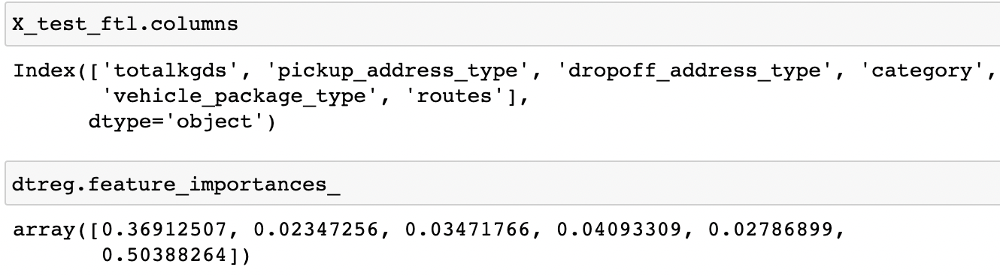 X_test_ftl.columns
Index(['totalkgds', 'pickup_address_type', 'dropoff_address_type', 'category',
'vehicle_package_type', 'routes'],
dtype='object')
dtreg.feature_importances_
array([0.36912507, 0.02347256, 0.03471766, 0.04093309, 0.02786899,
0.50388264])